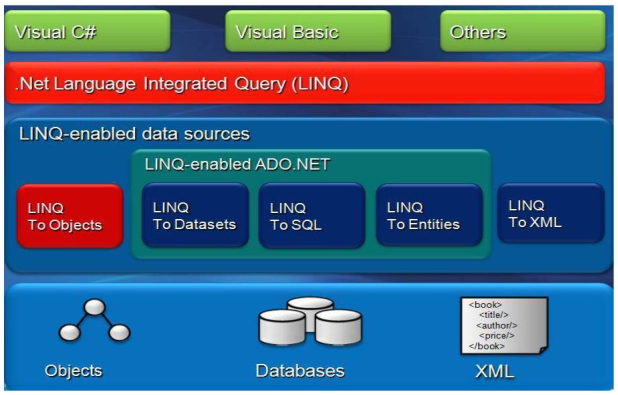 Visual C#
Visual Basic
Others
.Net Language Integrated Query (LINQ)
LINQ-enabled data sources
LINQ-enabled ADO.NET
LINQ
To Objects
LINQ
To Datasets
LINQ
To SQL
LINQ
To Entities
LINQ
To XML
<book>
<title/>
<author/>
<price/>
</book>
Objects
Databases
XML